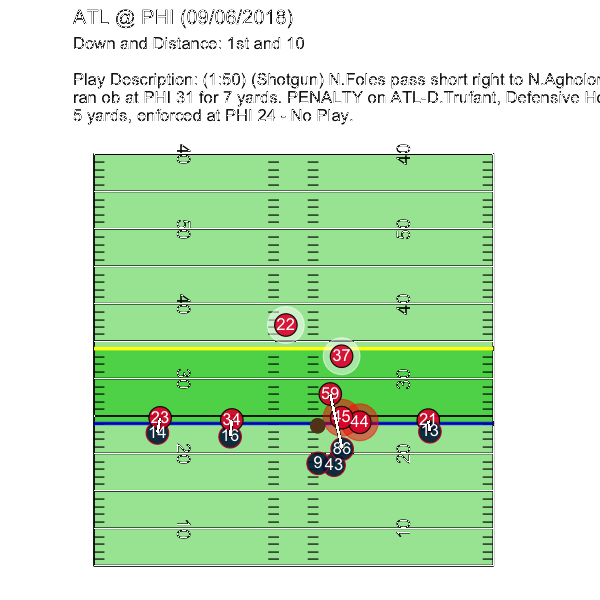 ATL @ PHI (09/06/2018)
Down and Distance: 1st and 10
Play Description: (1:50) (Shotgun) N.Foles pass short right to N.Agholor
ran ob at PHI 31 for 7 yards. PENALTY on ATL-D.Trufant, Defensive Ho
5 yards, enforced at PHI 24 - No Play.
40 40
50 50
40 40
22
37
30 30
59
23 34 45 44 21
14 16 13
86
20 20
9 43
10 10